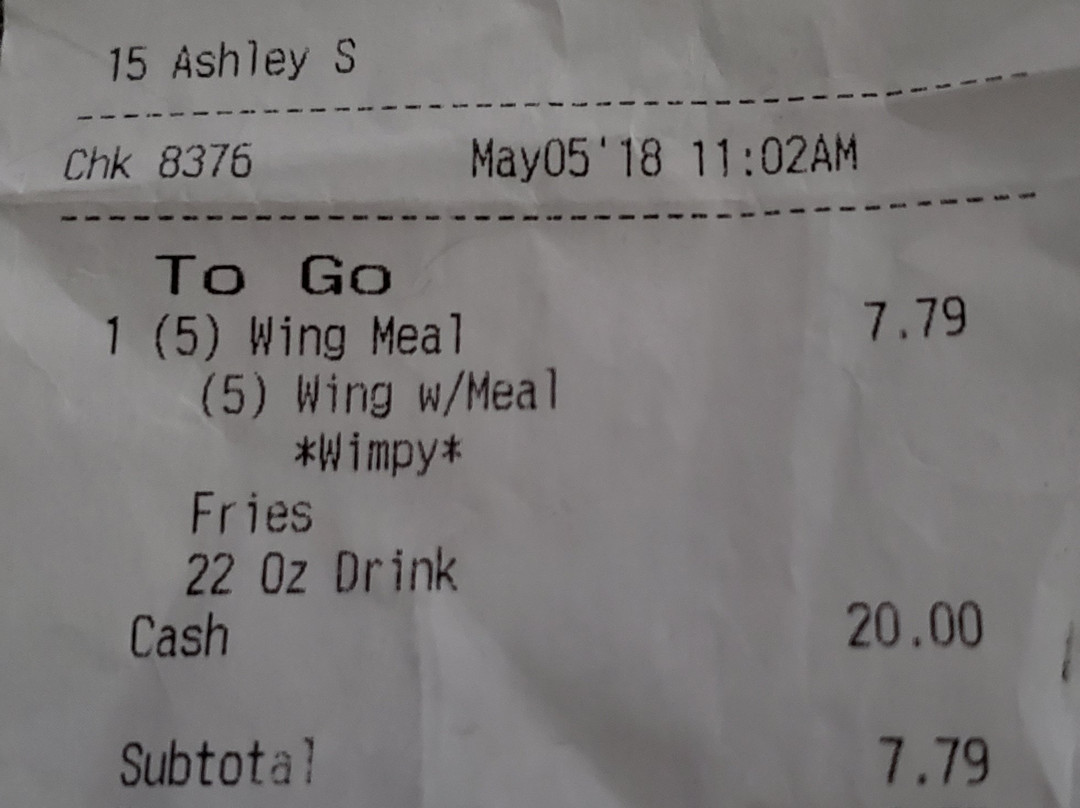 15 Ashley S
Chk 8376 May05'18 11:02AM
To Go
1 (5) Wing Meal 7.79
(5) Wing w/Meal
*Wimpy*
Fries
22 Oz Drink
Cash 20.00
Subtotal 7.79